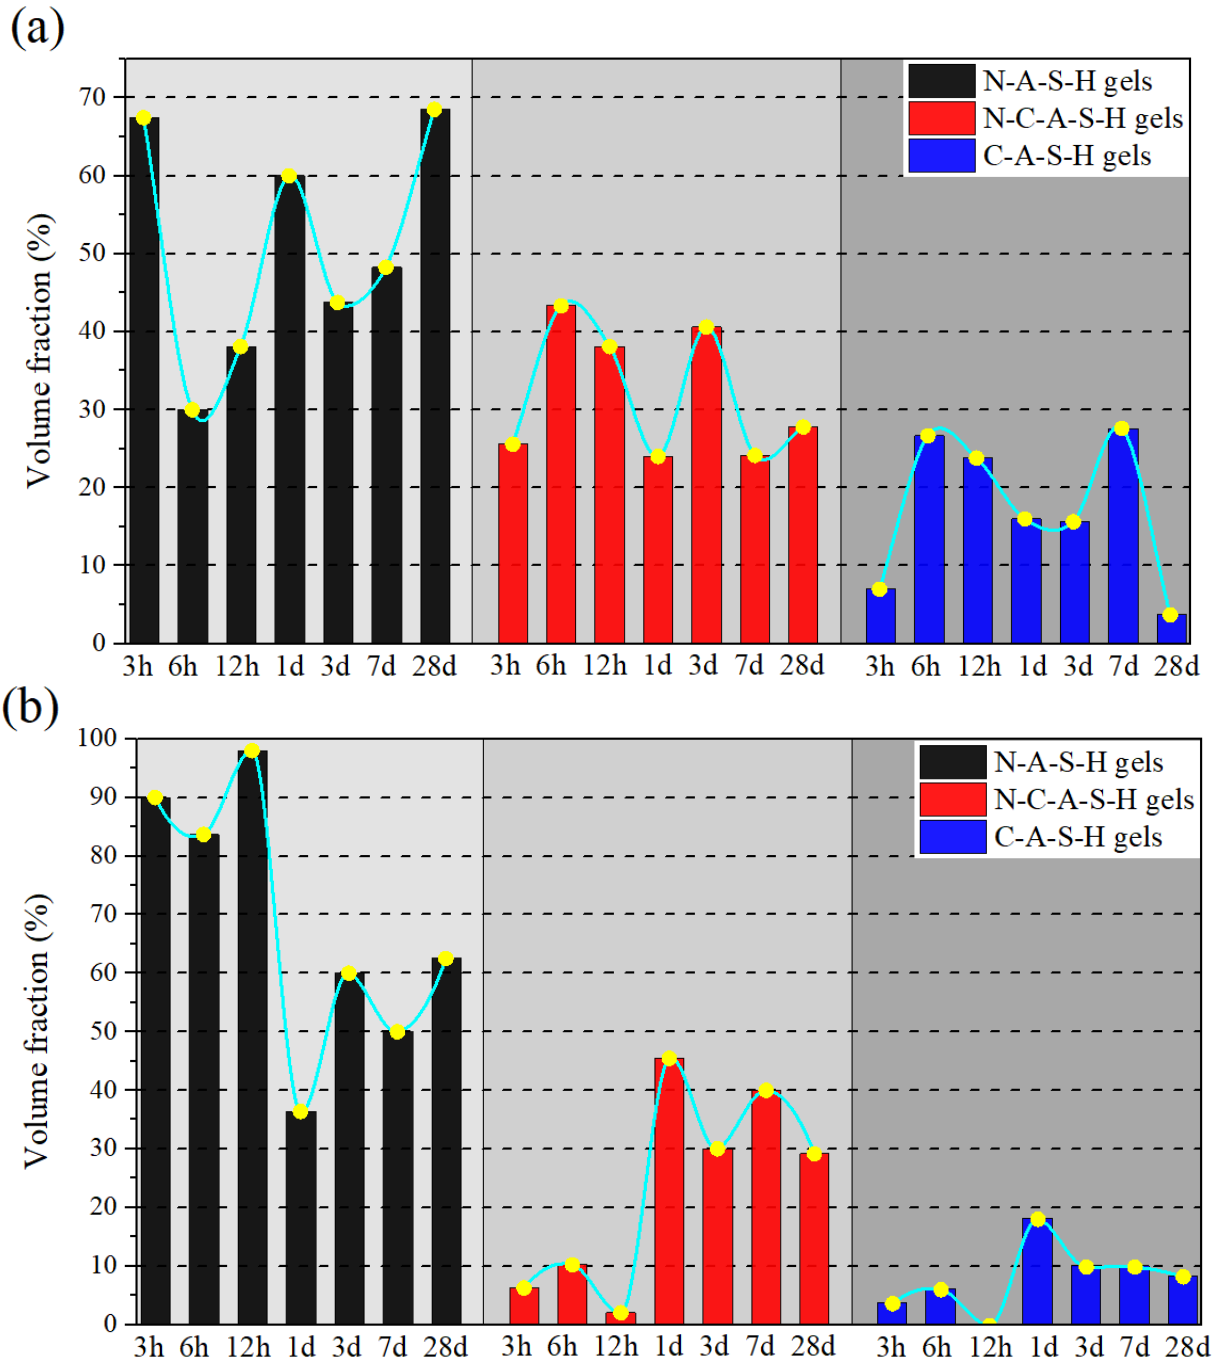 (a)
Volume fraction (%)
70
60
50
40
30
20
10
0
N-A-S-H gels
N-C-A-S-H gels
C-A-S-H gels
3h 6h 12h 1d 3d 7d 28d 3h 6h 12h 1d 3d 7d 28d 3h 6h 12h 1d 3d 7d 28d
(b)
Volume fraction (%)
100
90
80
70
60
50
40
30
20
10
0
N-A-S-H gels
N-C-A-S-H gels
C-A-S-H gels
3h 6h 12h 1d 3d 7d 28d 3h 6h 12h 1d 3d 7d 28d 3h 6h 12h 1d 3d 7d 28d